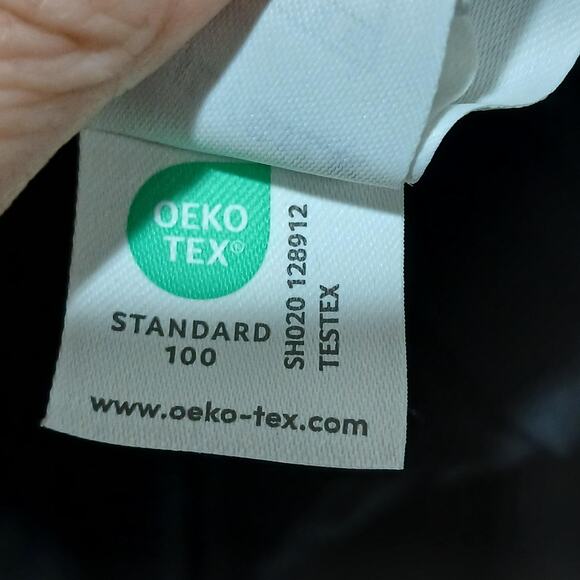 OEKO
TEX®
STANDARD
100
SH020 128912
TESTEX
www.oeko-tex.com